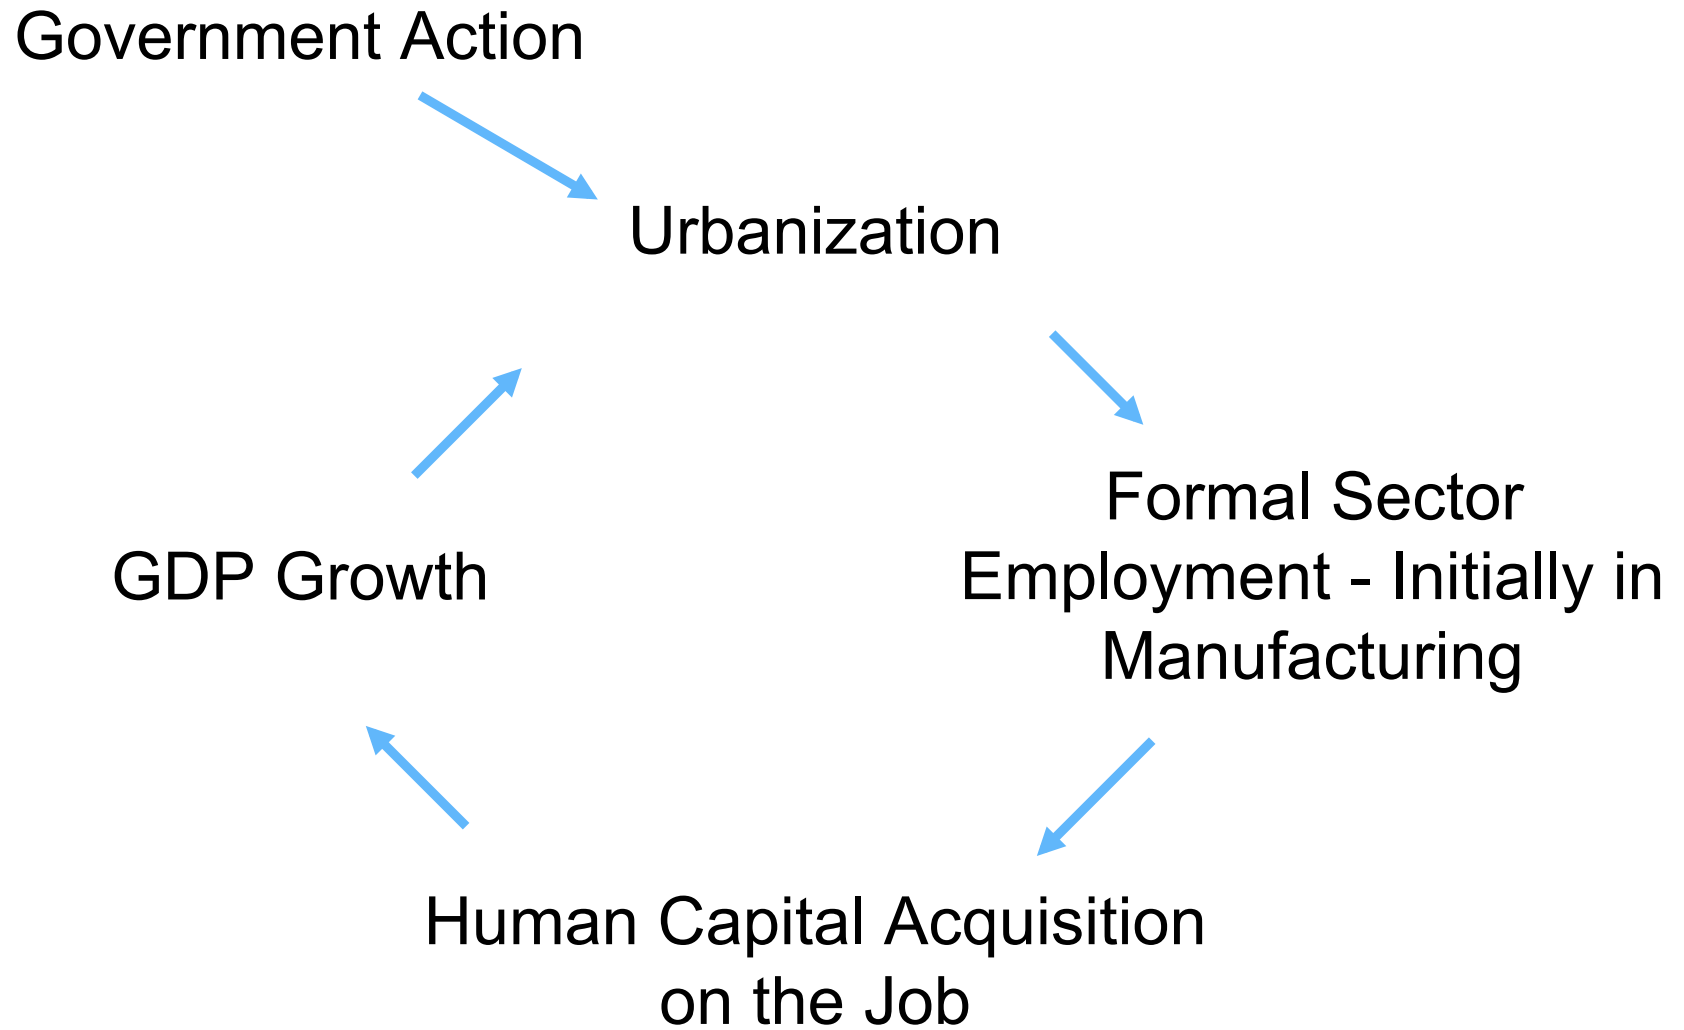 Government Action
Urbanization
Formal Sector
Employment - Initially in
Manufacturing
GDP Growth
Human Capital Acquisition
on the Job